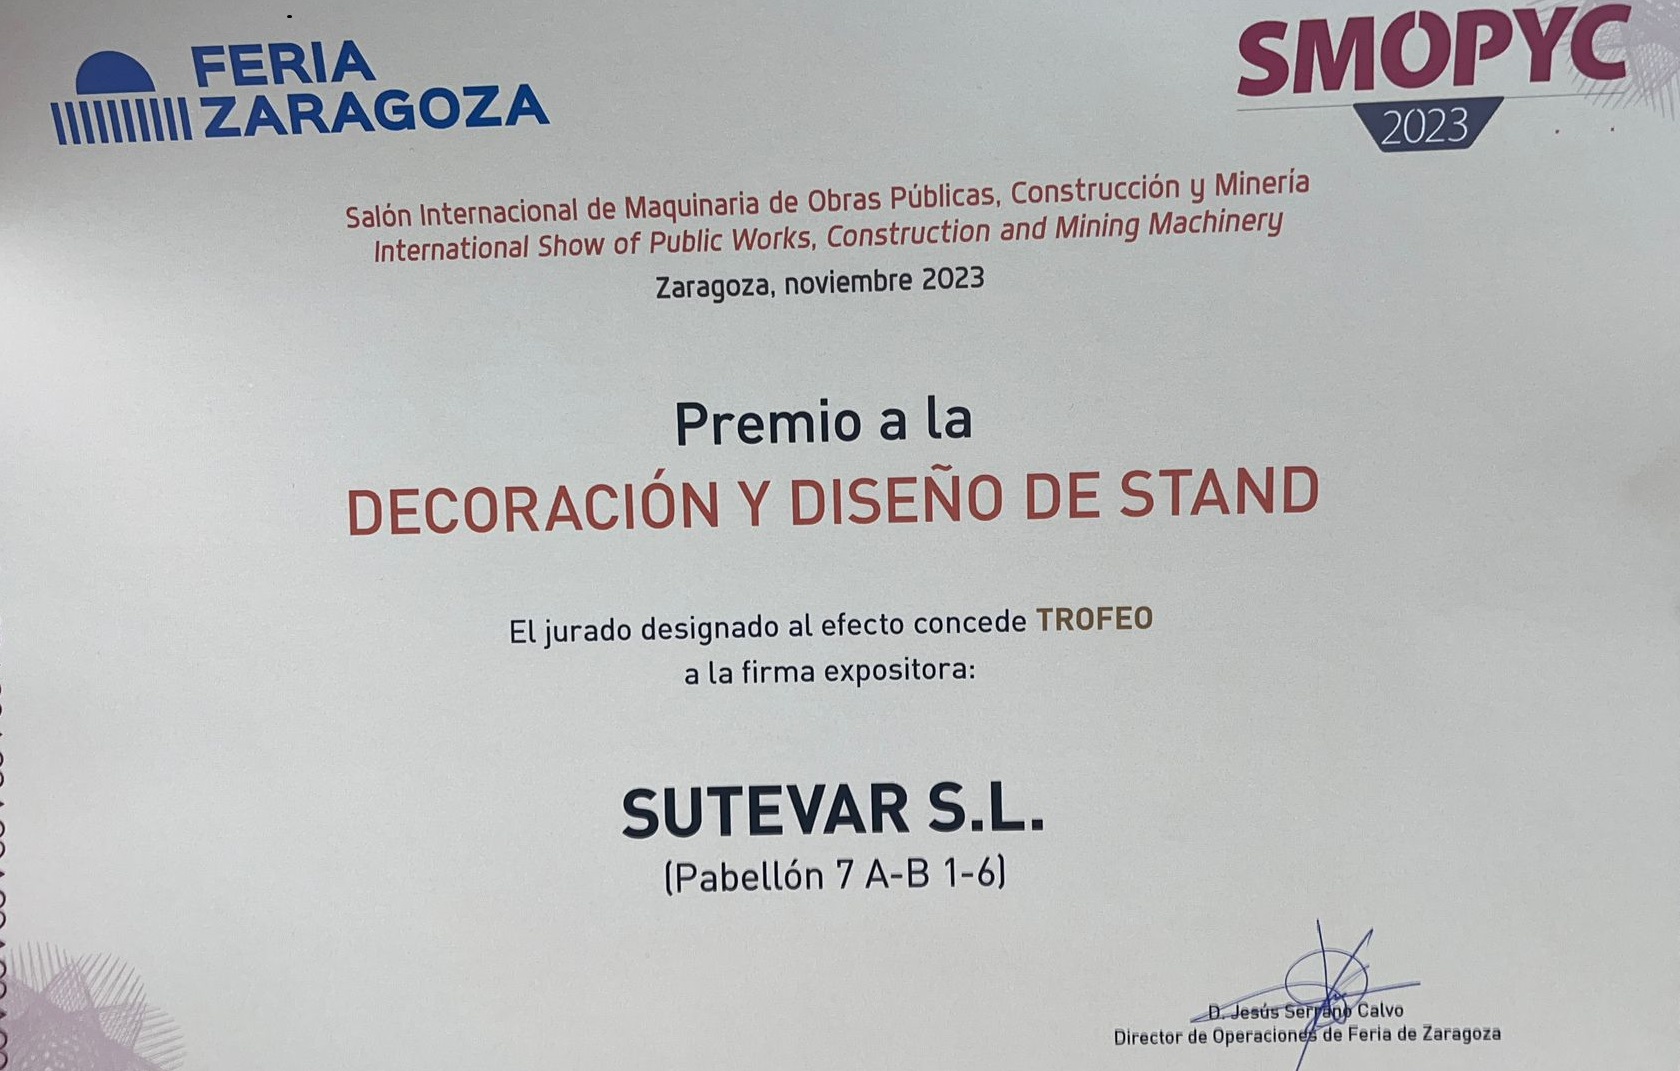 FERIA
ZARAGOZA
SMOPYC
2023
Salón Internacional de Maquinaria de Obras Públicas, Construcción y Minería
International Show of Public Works, Construction and Mining Machinery
Zaragoza, noviembre 2023
Premio a la
DECORACIÓN Y DISEÑO DE STAND
El jurado designado al efecto concede TROFEO
a la firma expositora:
SUTEVAR S.L.
(Pabellón 7 A-B 1-6)
D. Jesús Serrano Calvo
Director de Operaciones de Feria de Zaragoza